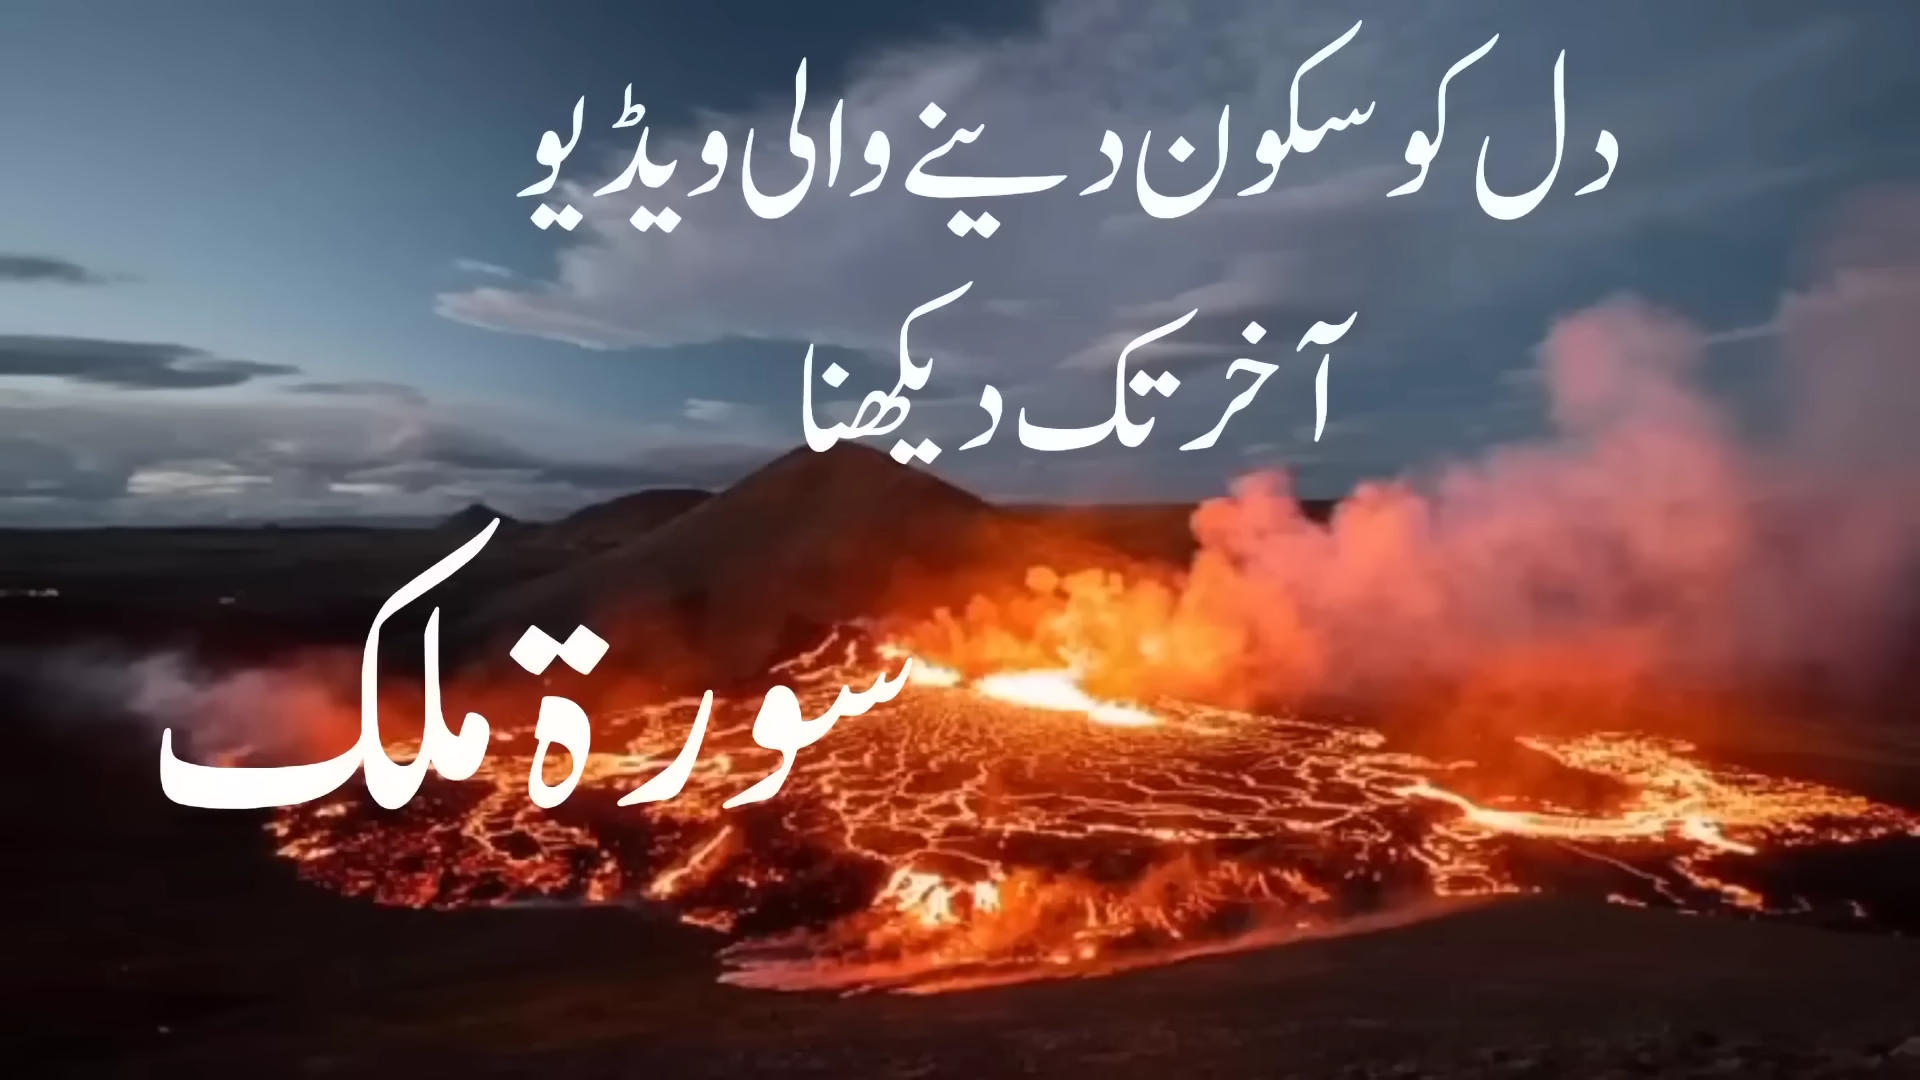 دل کو سکون دینے والی ویڈیو
آخر تک دیکھنا
سورۃ ملک